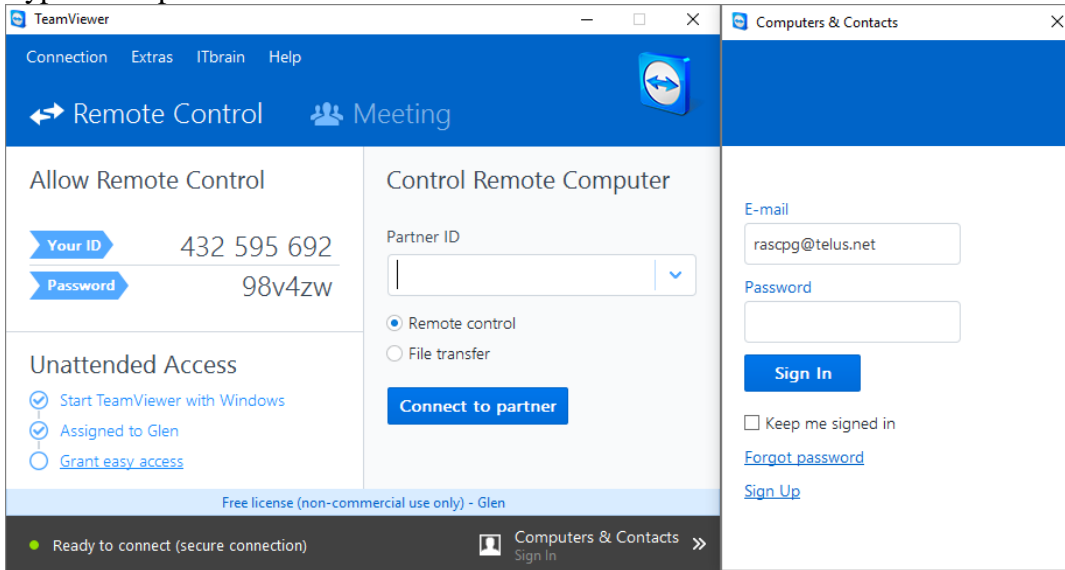 TeamViewer
Connection Extras ITbrain Help
Remote Control Meeting
Allow Remote Control
Your ID 432 595 692
Password 98v4zw
Unattended Access
Start TeamViewer with Windows
Assigned to Glen
Grant easy access
Control Remote Computer
Partner ID
Remote control
File transfer
Connect to partner
Free license (non-commercial use only) - Glen
Ready to connect (secure connection)
Computers & Contacts
Sign In
Computers & Contacts
E-mail
rascpg@telus.net
Password
Sign In
Keep me signed in
Forgot password
Sign Up